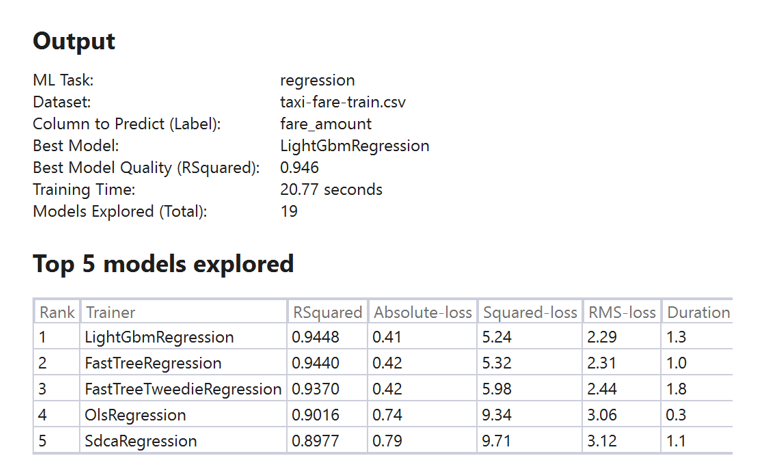 Output
ML Task: regression
Dataset: taxi-fare-train.csv
Column to Predict (Label): fare_amount
Best Model: LightGbmRegression
Best Model Quality (RSquared): 0.946
Training Time: 20.77 seconds
Models Explored (Total): 19
Top 5 models explored
Rank Trainer RSquared Absolute-loss Squared-loss RMS-loss Duration
1 LightGbmRegression 0.9448 0.41 5.24 2.29 1.3
2 FastTreeRegression 0.9440 0.42 5.32 2.31 1.0
3 FastTreeTweedieRegression 0.9370 0.42 5.98 2.44 1.8
4 OlsRegression 0.9016 0.74 9.34 3.06 0.3
5 SdcaRegression 0.8977 0.79 9.71 3.12 1.1